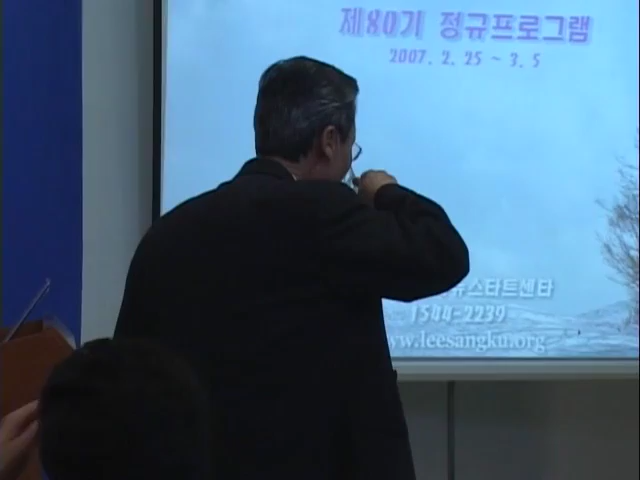 제80기 정규프로그램
2007. 2. 25 ~ 3. 5
뉴스타트센타
1544-2239
www.leesangku.org